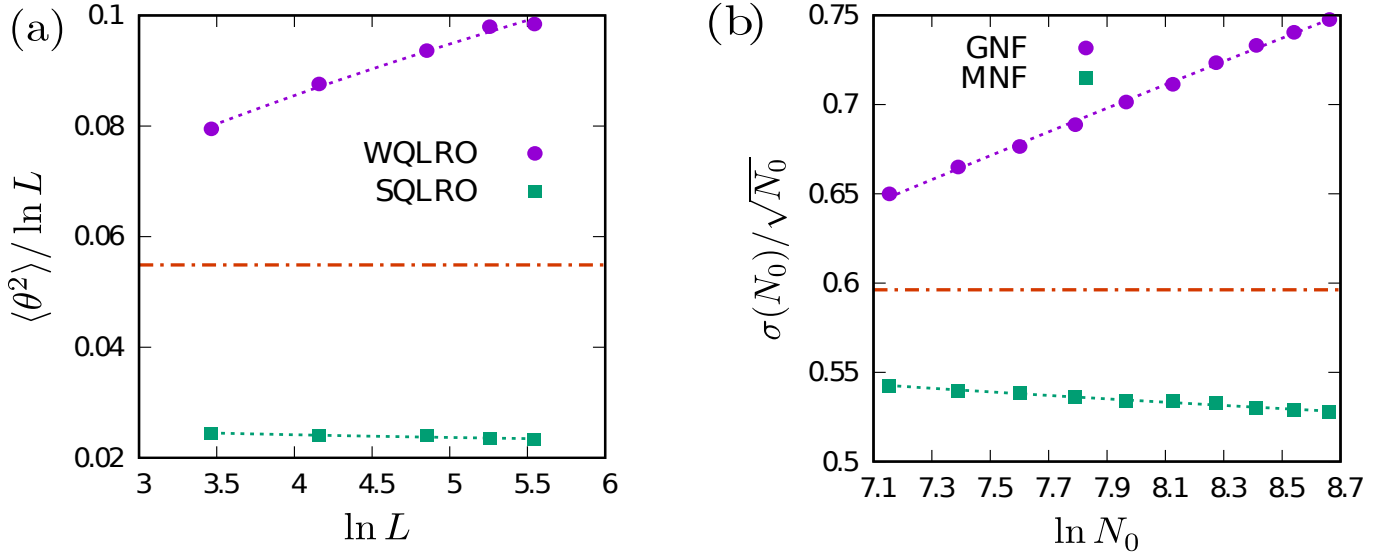 (a)
0.1
0.08
0.06
0.04
0.02
3
3.5
4
4.5
5
5.5
6
⟨θ²⟩/ ln L
ln L
WQLRO
SQLRO
(b)
0.75
0.7
0.65
0.6
0.55
0.5
7.1
7.3
7.5
7.7
7.9
8.1
8.3
8.5
8.7
σ(N₀)/√N₀
ln N₀
GNF
MNF